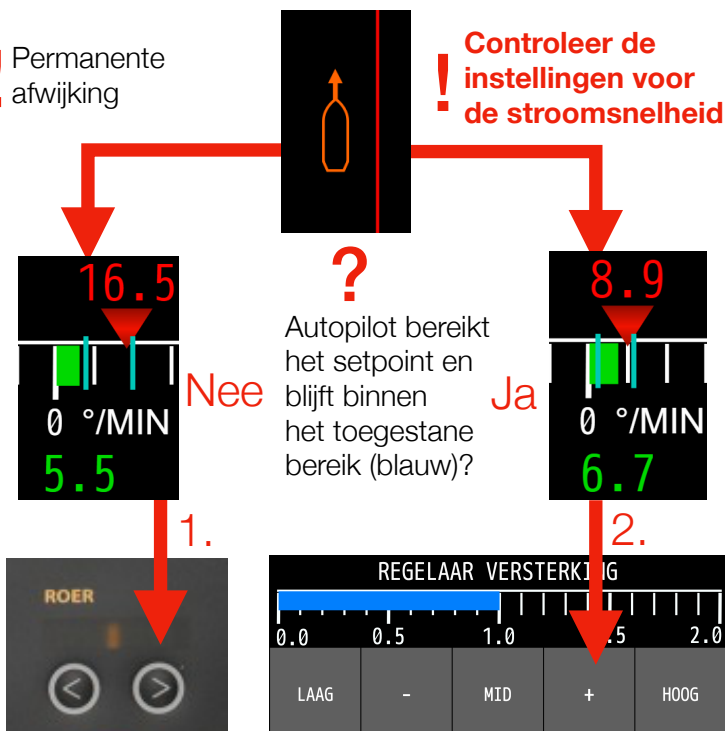 Permanente
afwijking
!
Controleer de
instellingen voor
de stroomsnelheid
16.5
0 °/MIN
5.5
Nee
?
Autopilot bereikt
het setpoint en
blijft binnen
het toegestane
bereik (blauw)?
Ja
8.9
0 °/MIN
6.7
1.
2.
ROER
< >
REGELAAR VERSTERKING
0.0 0.5 1.0 .5 2.0
LAAG - MID + HOOG